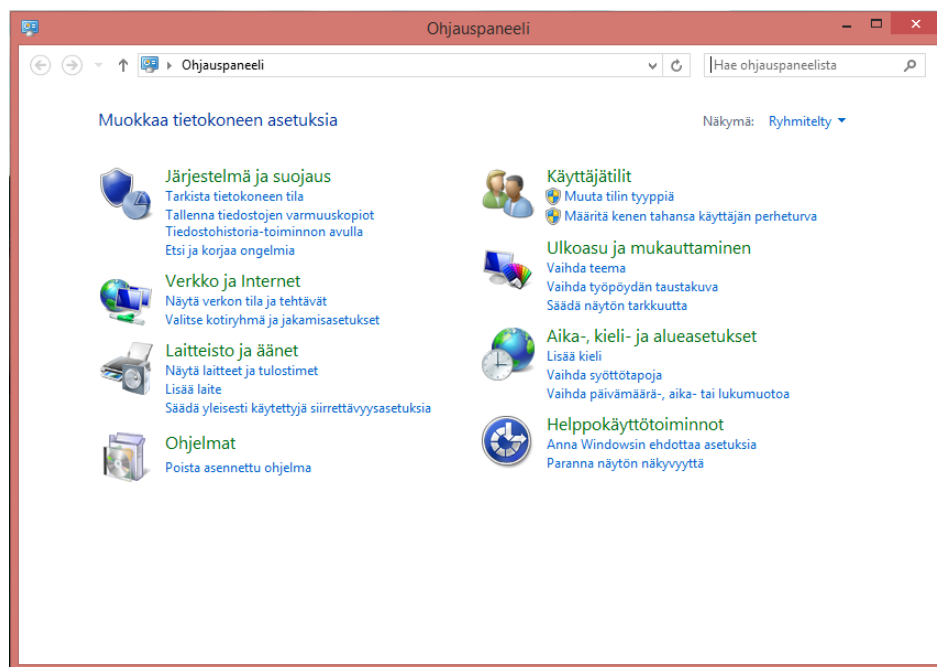 Ohjauspaneeli
Ohjauspaneeli
Hae ohjauspaneelista
Muokkaa tietokoneen asetuksia
Näkymä: Ryhmitelty
Järjestelmä ja suojaus
Tarkista tietokoneen tila
Tallenna tiedostojen varmuuskopiot
Tiedostohistoria-toiminnon avulla
Etsi ja korjaa ongelmia
Verkko ja Internet
Näytä verkon tila ja tehtävät
Valitse kotiryhmä ja jakamisasetukset
Laitteisto ja äänet
Näytä laitteet ja tulostimet
Lisää laite
Säädä yleisesti käytettyjä siirrettävyysasetuksia
Ohjelmat
Poista asennettu ohjelma
Käyttäjätilit
Muuta tilin tyyppiä
Määritä kenen tahansa käyttäjän perheturva
Ulkoasu ja mukauttaminen
Vaihda teema
Vaihda työpöydän taustakuva
Säädä näytön tarkkuutta
Aika-, kieli- ja alueasetukset
Lisää kieli
Vaihda syöttötapoja
Vaihda päivämäärä-, aika- tai lukumuotoa
Helppokäyttötoiminnot
Anna Windowsin ehdottaa asetuksia
Paranna näytön näkyvyyttä